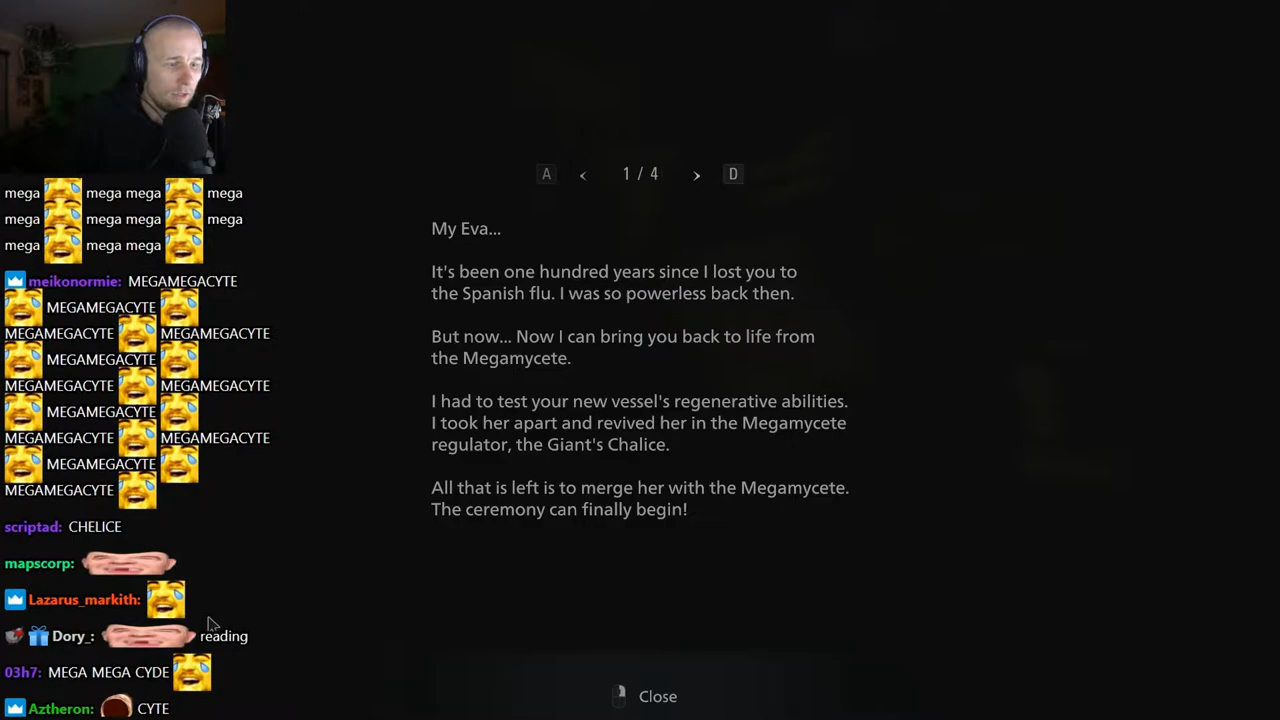 mega mega mega mega
mega mega mega mega
mega mega mega
meikonormie: MEGAMEGACYTE
MEGAMEGACYTE
MEGAMEGACYTE MEGAMEGACYTE
MEGAMEGACYTE
MEGAMEGACYTE MEGAMEGACYTE
MEGAMEGACYTE
MEGAMEGACYTE MEGAMEGACYTE
MEGAMEGACYTE
MEGAMEGACYTE
scriptad: CHELICE
mapscorp:
Lazarus_markith:
Dory_: reading
03h7: MEGA MEGA CYDE
Aztheron: CYTE
A < 1 / 4 > D
My Eva...
It's been one hundred years since I lost you to
the Spanish flu. I was so powerless back then.
But now... Now I can bring you back to life from
the Megamycete.
I had to test your new vessel's regenerative abilities.
I took her apart and revived her in the Megamycete
regulator, the Giant's Chalice.
All that is left is to merge her with the Megamycete.
The ceremony can finally begin!
Close